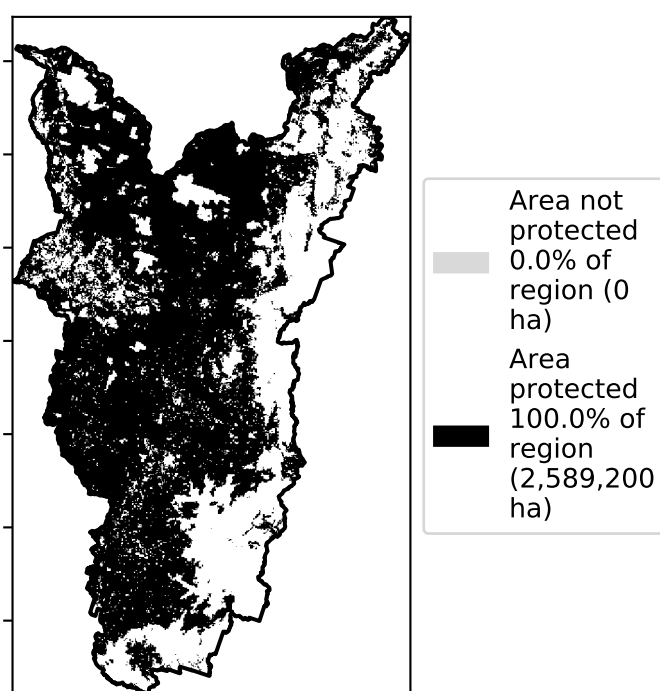 Area not
protected
0.0% of
region (0
ha)
Area
protected
100.0% of
region
(2,589,200
ha)